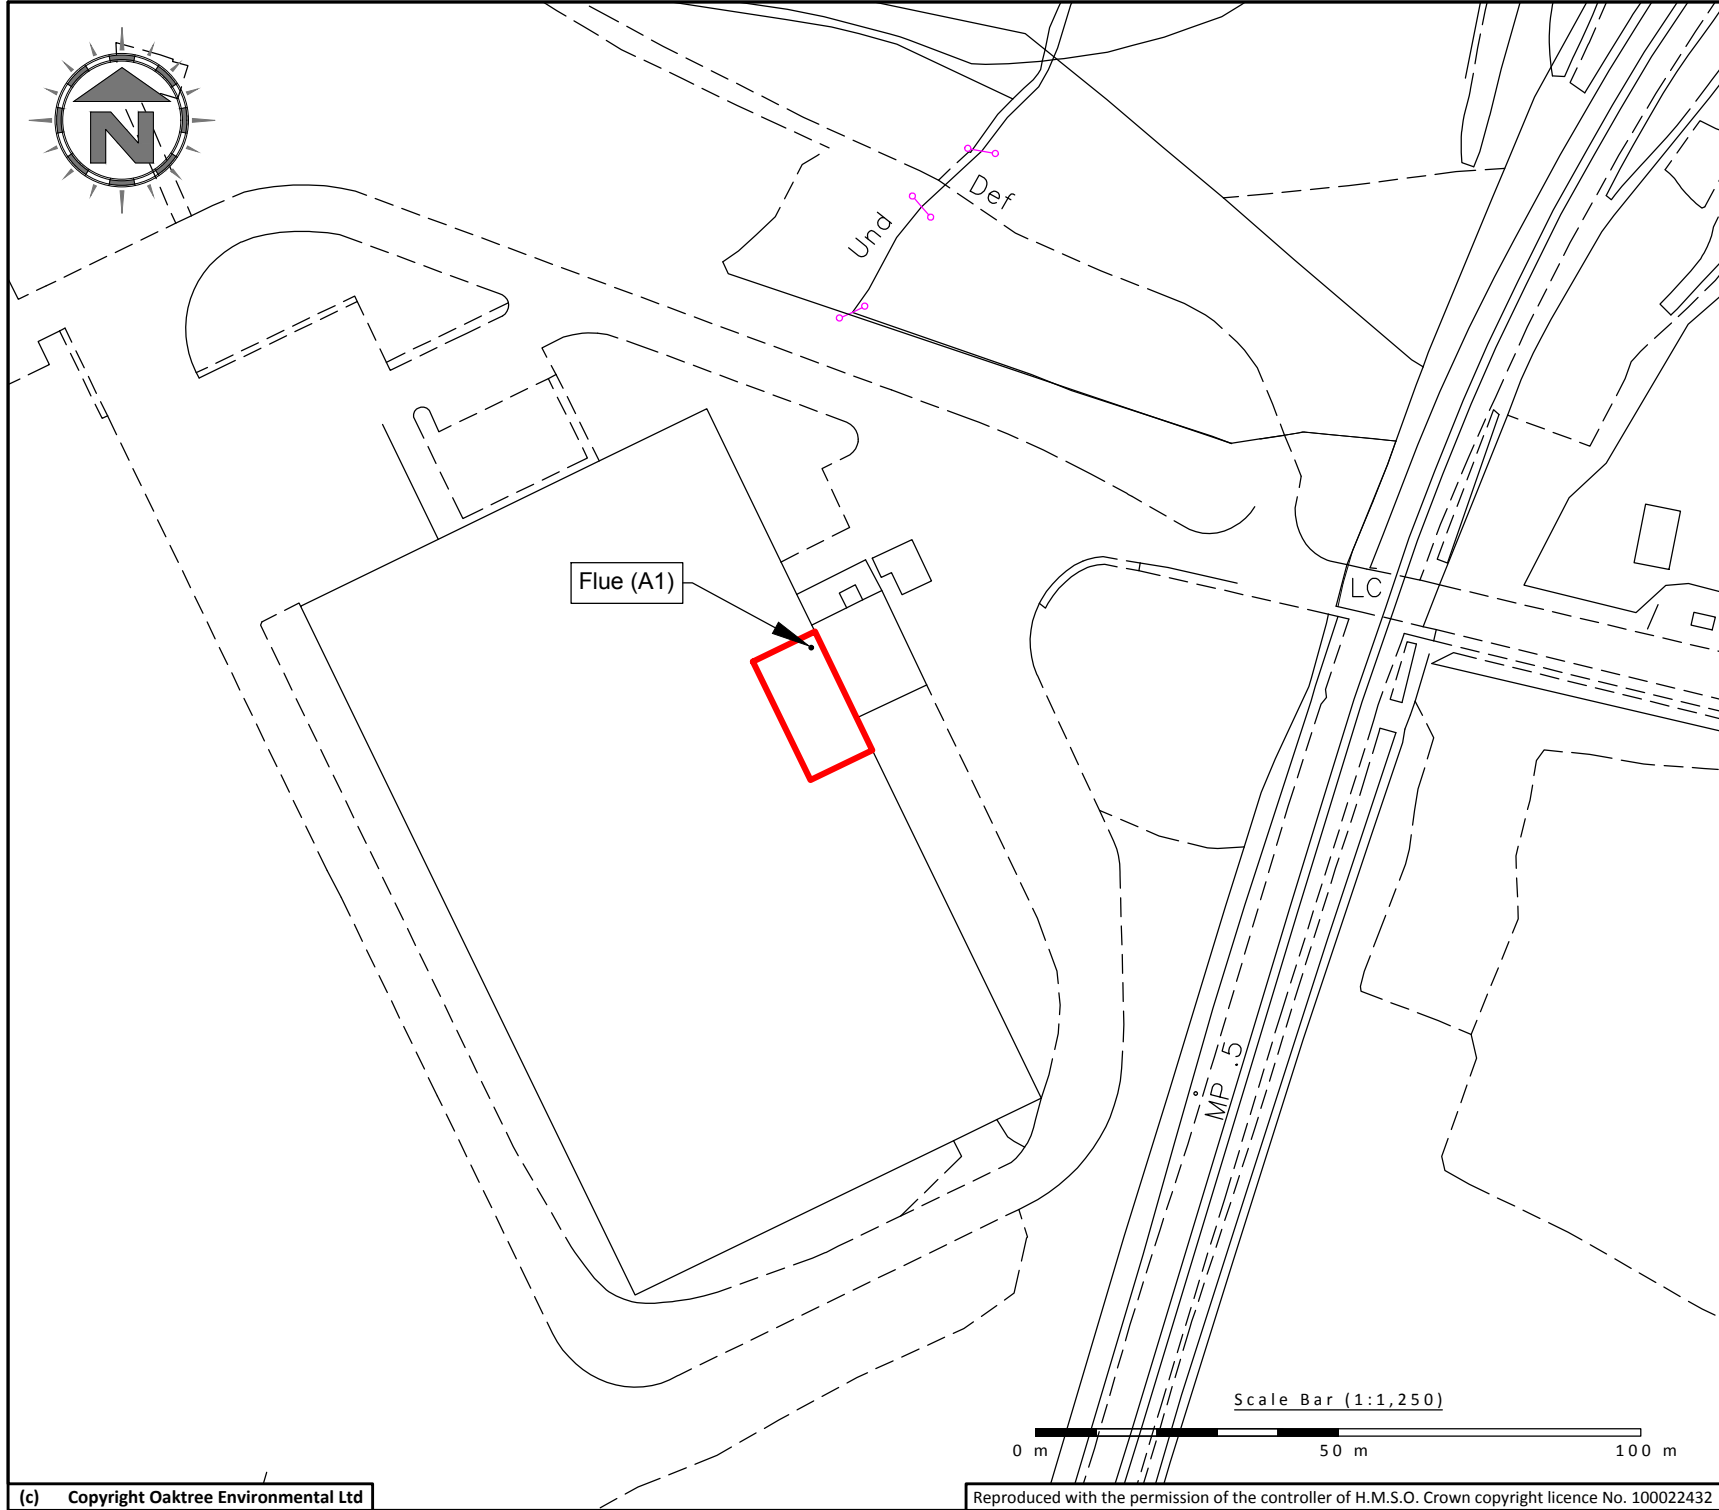 N
Def
Und
Flue (A1)
LC
MP .5
Scale Bar (1:1,250)
0 m 50 m 100 m
(c) Copyright Oaktree Environmental Ltd
Reproduced with the permission of the controller of H.M.S.O. Crown copyright licence No. 100022432